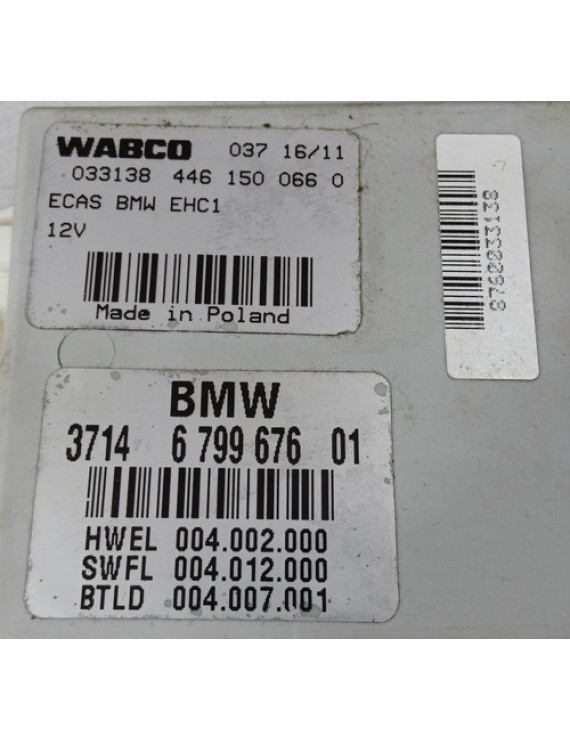 WABCO 037 16/11
033138 446 150 066 0
ECAS BMW EHC1
12V
Made in Poland
8760033138
BMW
3714 6 799 676 01
HWEL 004.002.000
SWFL 004.012.000
BTLD 004.007.001